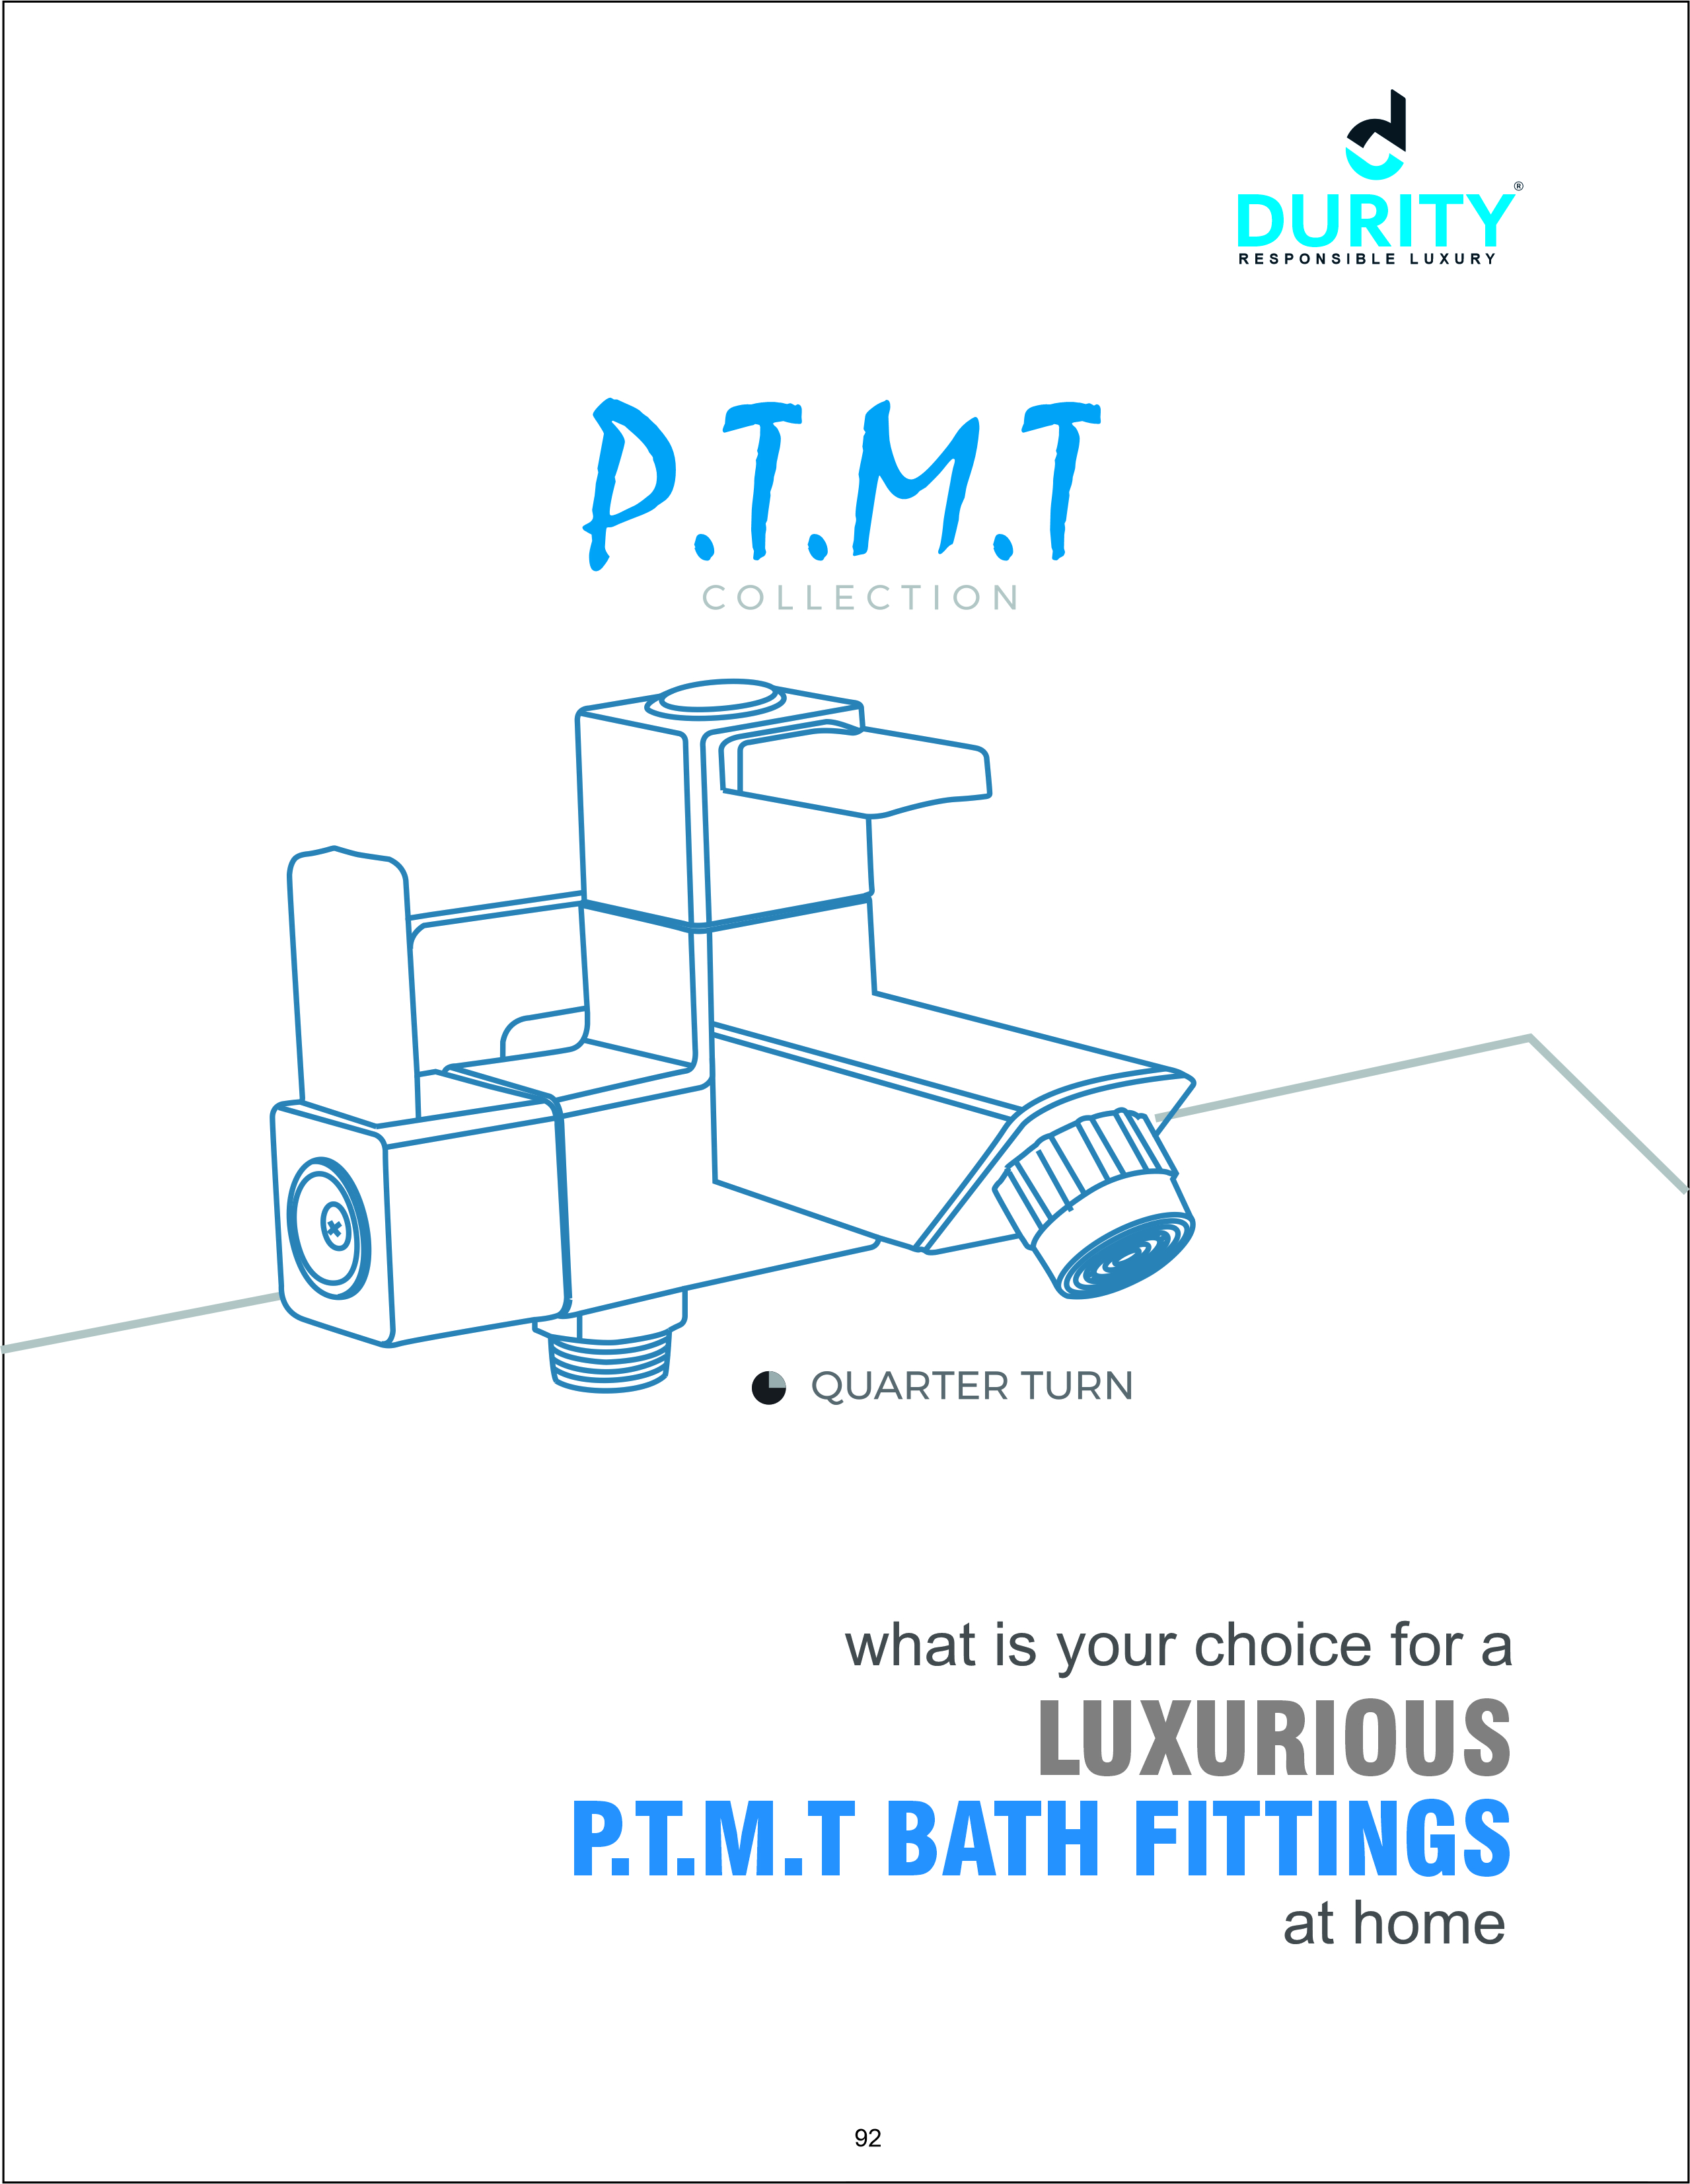 DURITY®
RESPONSIBLE LUXURY
P.T.M.T
COLLECTION
QUARTER TURN
what is your choice for a
LUXURIOUS
P.T.M.T BATH FITTINGS
at home
92